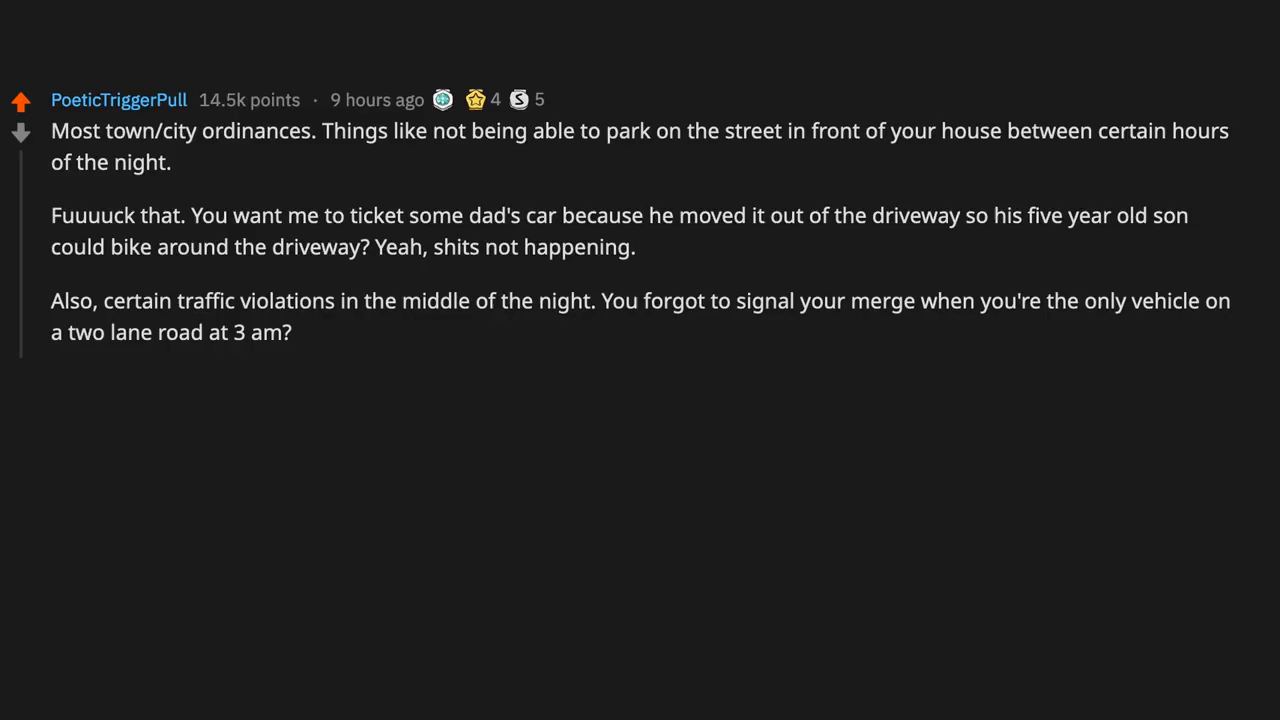 PoeticTriggerPull 14.5k points · 9 hours ago 4 5
Most town/city ordinances. Things like not being able to park on the street in front of your house between certain hours
of the night.
Fuuuuck that. You want me to ticket some dad's car because he moved it out of the driveway so his five year old son
could bike around the driveway? Yeah, shits not happening.
Also, certain traffic violations in the middle of the night. You forgot to signal your merge when you're the only vehicle on
a two lane road at 3 am?